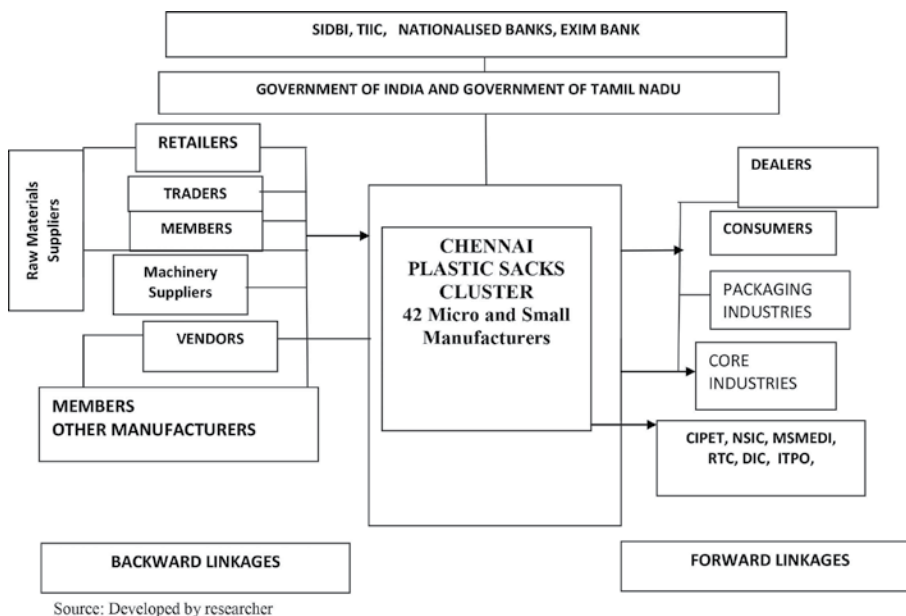 SIDBI, TIIC, NATIONALISED BANKS, EXIM BANK
GOVERNMENT OF INDIA AND GOVERNMENT OF TAMIL NADU
Raw Materials
Suppliers
RETAILERS
TRADERS
MEMBERS
Machinery
Suppliers
VENDORS
MEMBERS
OTHER MANUFACTURERS
CHENNAI
PLASTIC SACKS
CLUSTER
42 Micro and Small
Manufacturers
DEALERS
CONSUMERS
PACKAGING
INDUSTRIES
CORE
INDUSTRIES
CIPET, NSIC, MSMEDI,
RTC, DIC, ITPO,
BACKWARD LINKAGES
FORWARD LINKAGES
Source: Developed by researcher